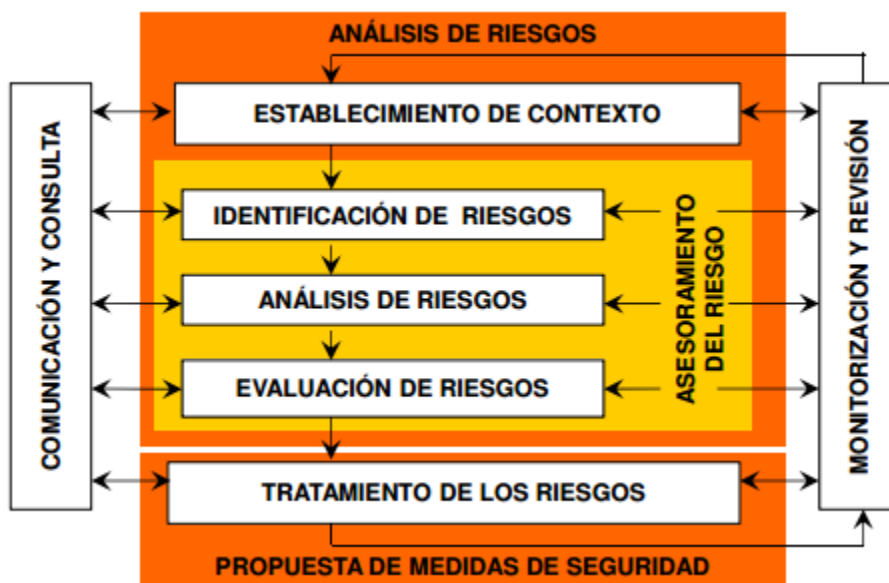 ANÁLISIS DE RIESGOS
ESTABLECIMIENTO DE CONTEXTO
IDENTIFICACIÓN DE RIESGOS
ANÁLISIS DE RIESGOS
EVALUACIÓN DE RIESGOS
ASESORAMIENTO
DEL RIESGO
TRATAMIENTO DE LOS RIESGOS
PROPUESTA DE MEDIDAS DE SEGURIDAD
COMUNICACIÓN Y CONSULTA
MONITORIZACIÓN Y REVISIÓN